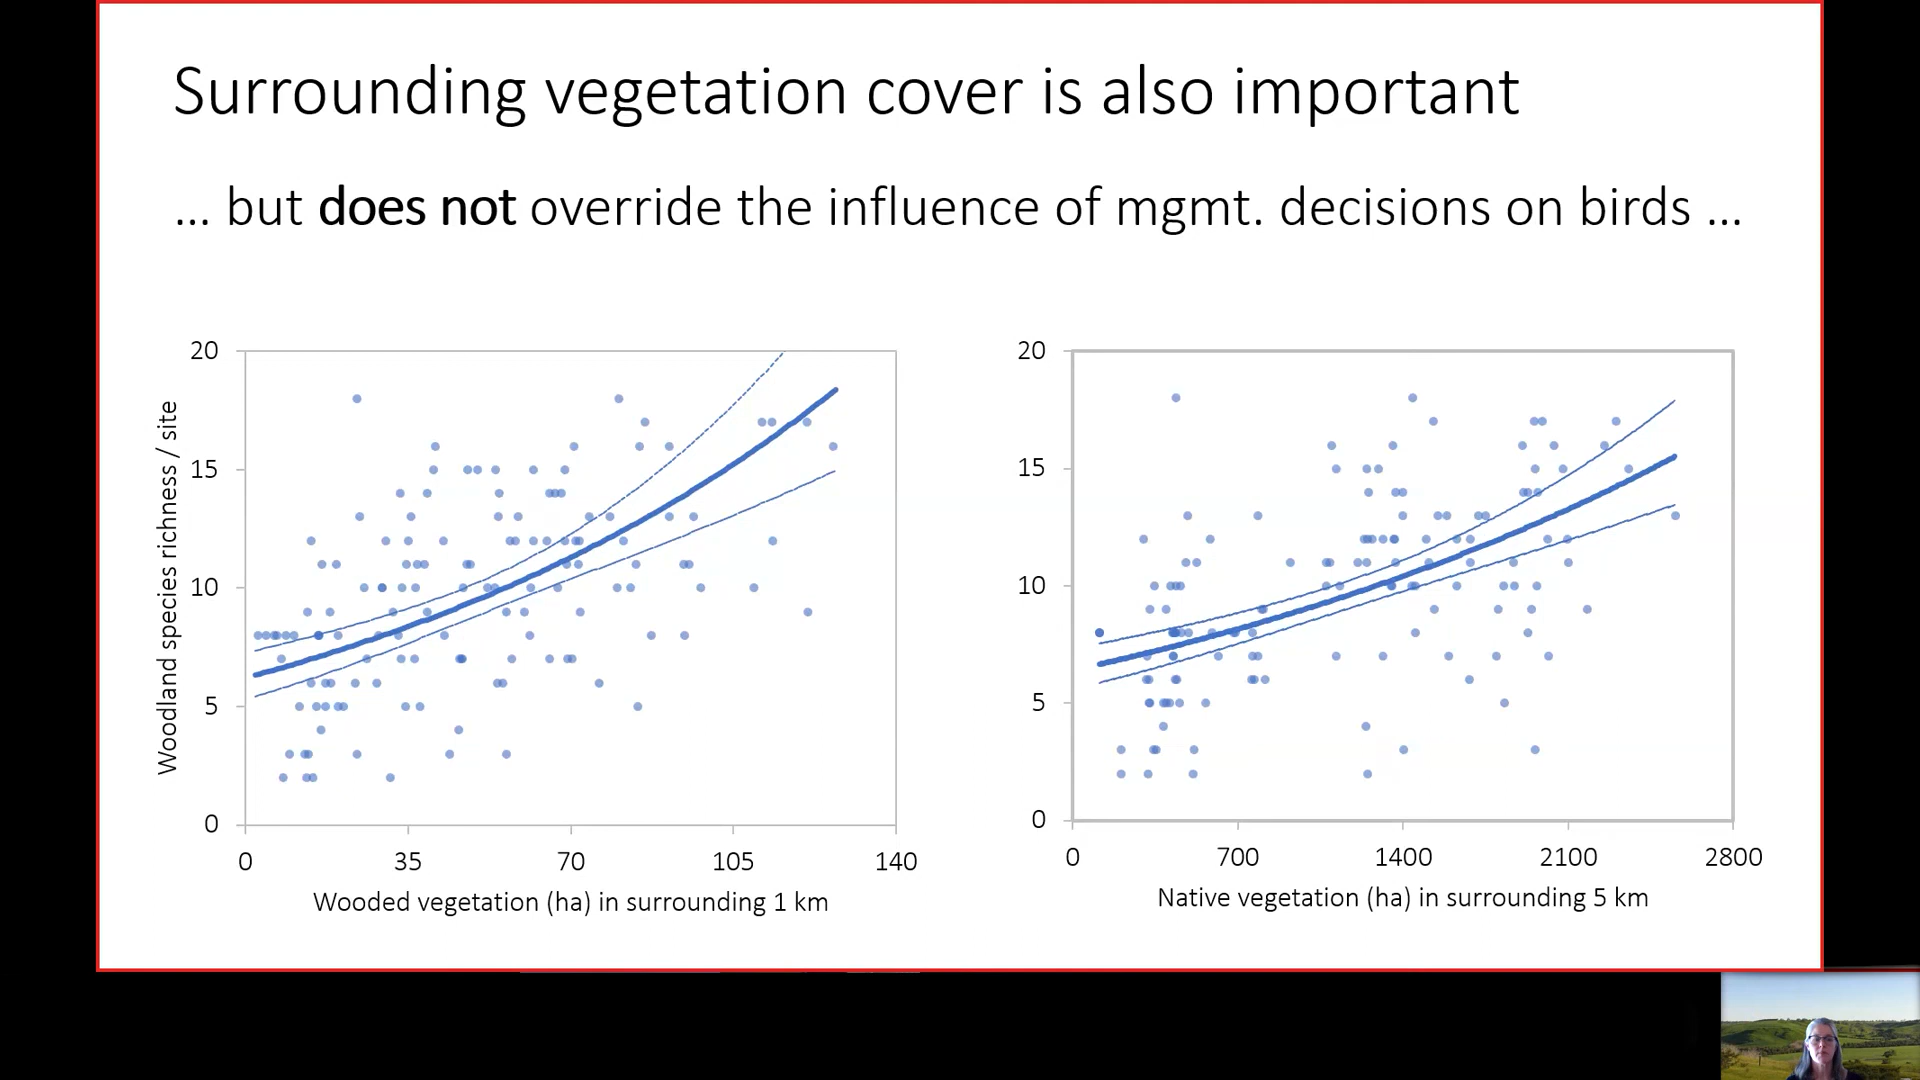 Surrounding vegetation cover is also important
... but does not override the influence of mgmt. decisions on birds ...
Woodland species richness / site
20
15
10
5
0
0 35 70 105 140
Wooded vegetation (ha) in surrounding 1 km
20
15
10
5
0
0 700 1400 2100 2800
Native vegetation (ha) in surrounding 5 km